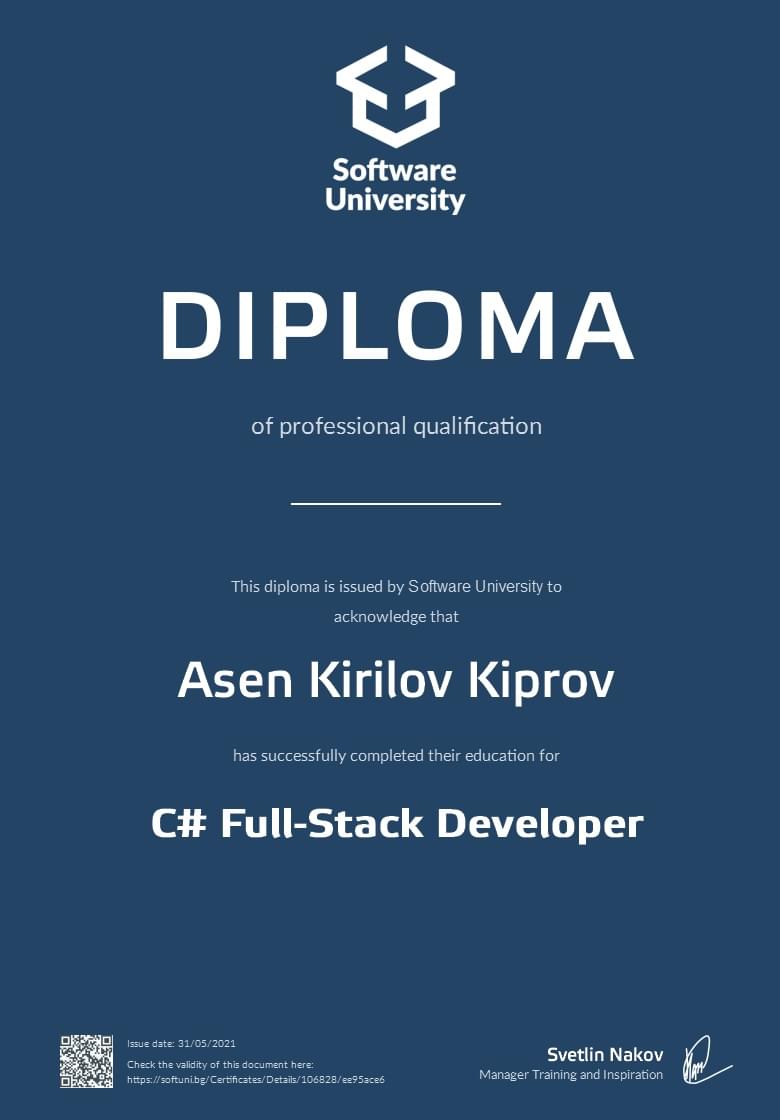 Software
University
DIPLOMA
of professional qualification
This diploma is issued by Software University to
acknowledge that
Asen Kirilov Kiprov
has successfully completed their education for
C# Full-Stack Developer
Issue date: 31/05/2021
Check the validity of this document here:
https://softuni.bg/Certificates/Details/106828/ee95ace6
Svetlin Nakov
Manager Training and Inspiration